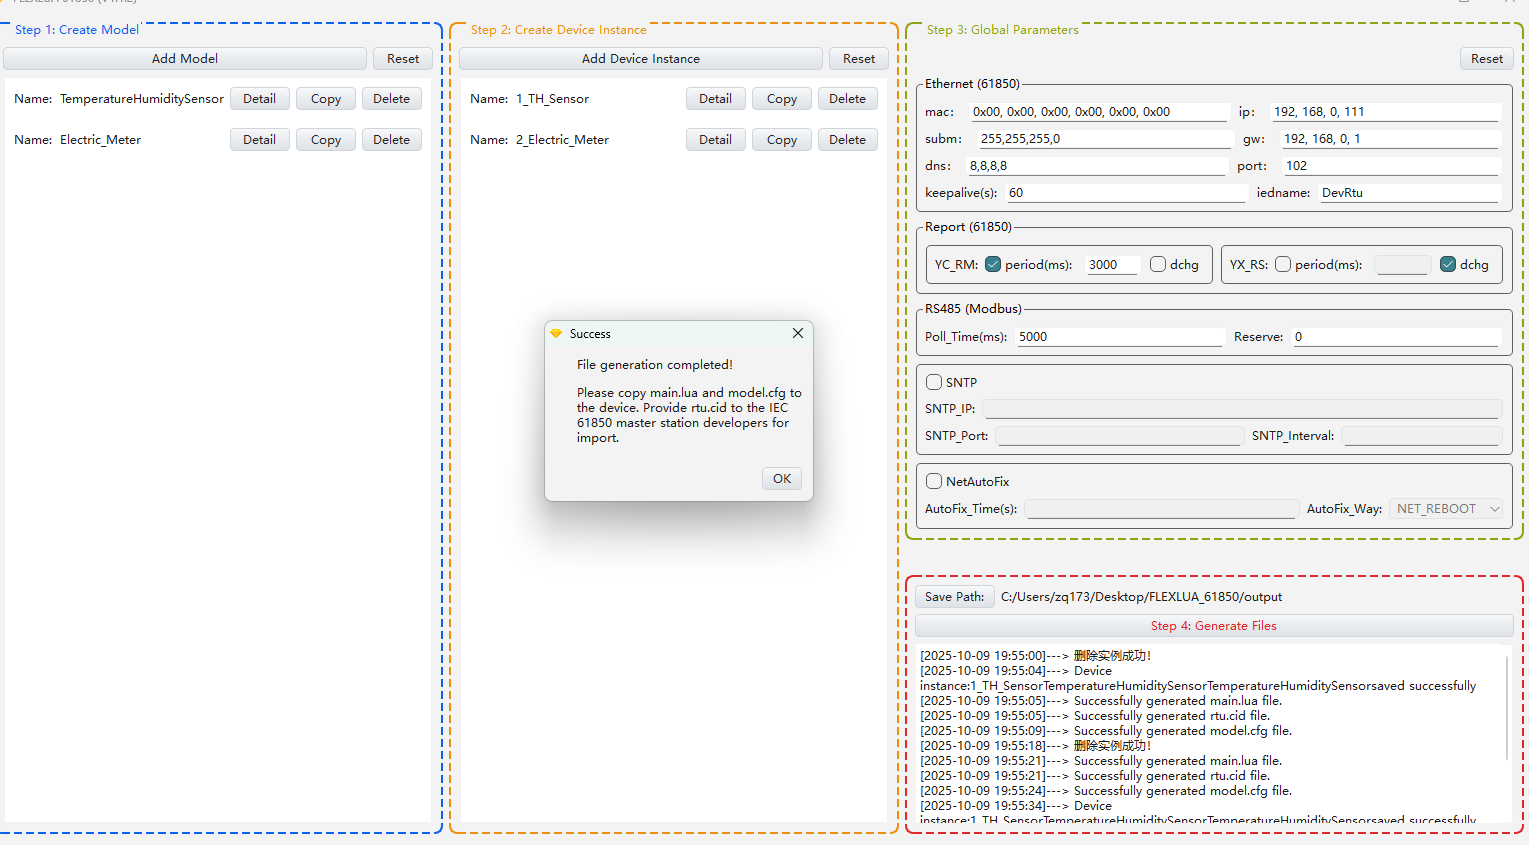 Step 1: Create Model
Add Model
Reset
Name: TemperatureHumiditySensor
Detail
Copy
Delete
Name: Electric_Meter
Detail
Copy
Delete
Step 2: Create Device Instance
Add Device Instance
Reset
Name: 1_TH_Sensor
Detail
Copy
Delete
Name: 2_Electric_Meter
Detail
Copy
Delete
Success
File generation completed!
Please copy main.lua and model.cfg to
the device. Provide rtu.cid to the IEC
61850 master station developers for
import.
OK
Step 3: Global Parameters
Reset
Ethernet (61850)
mac: 0x00, 0x00, 0x00, 0x00, 0x00, 0x00 ip: 192, 168, 0, 111
subm: 255,255,255,0 gw: 192, 168, 0, 1
dns: 8,8,8,8 port: 102
keepalive(s): 60 iedname: DevRtu
Report (61850)
YC_RM: period(ms): 3000 dchg YX_RS: period(ms): dchg
RS485 (Modbus)
Poll_Time(ms): 5000 Reserve: 0
SNTP
SNTP_IP:
SNTP_Port: SNTP_Interval:
NetAutoFix
AutoFix_Time(s): AutoFix_Way: NET_REBOOT
Save Path: C:/Users/zq173/Desktop/FLEXLUA_61850/output
Step 4: Generate Files
[2025-10-09 19:55:00]---> 删除实例成功!
[2025-10-09 19:55:04]---> Device
instance:1_TH_SensorTemperatureHumiditySensorTemperatureHumiditySensorsaved successfully
[2025-10-09 19:55:05]---> Successfully generated main.lua file.
[2025-10-09 19:55:05]---> Successfully generated rtu.cid file.
[2025-10-09 19:55:09]---> Successfully generated model.cfg file.
[2025-10-09 19:55:18]---> 删除实例成功!
[2025-10-09 19:55:21]---> Successfully generated main.lua file.
[2025-10-09 19:55:21]---> Successfully generated rtu.cid file.
[2025-10-09 19:55:24]---> Successfully generated model.cfg file.
[2025-10-09 19:55:34]---> Device
instance:1_TH_SensorTemperatureHumiditySensorTemperatureHumiditySensorsaved successfully